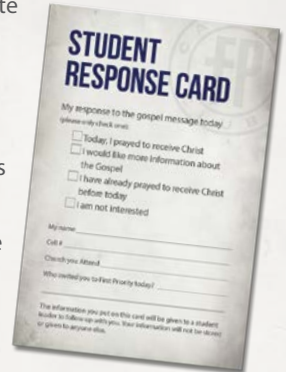 te
s
e
STUDENT
RESPONSE CARD
My response to the gospel message today
(please only check one):
Today, I prayed to receive Christ
I would like more information about
the Gospel
I have already prayed to receive Christ
before today
I am not interested
My name
Cell #
Church you Attend
Who invited you to First Priority today?
The information you put on this card will be given to a student
leader to follow up with you. Your information will not be stored
or given to anyone else.